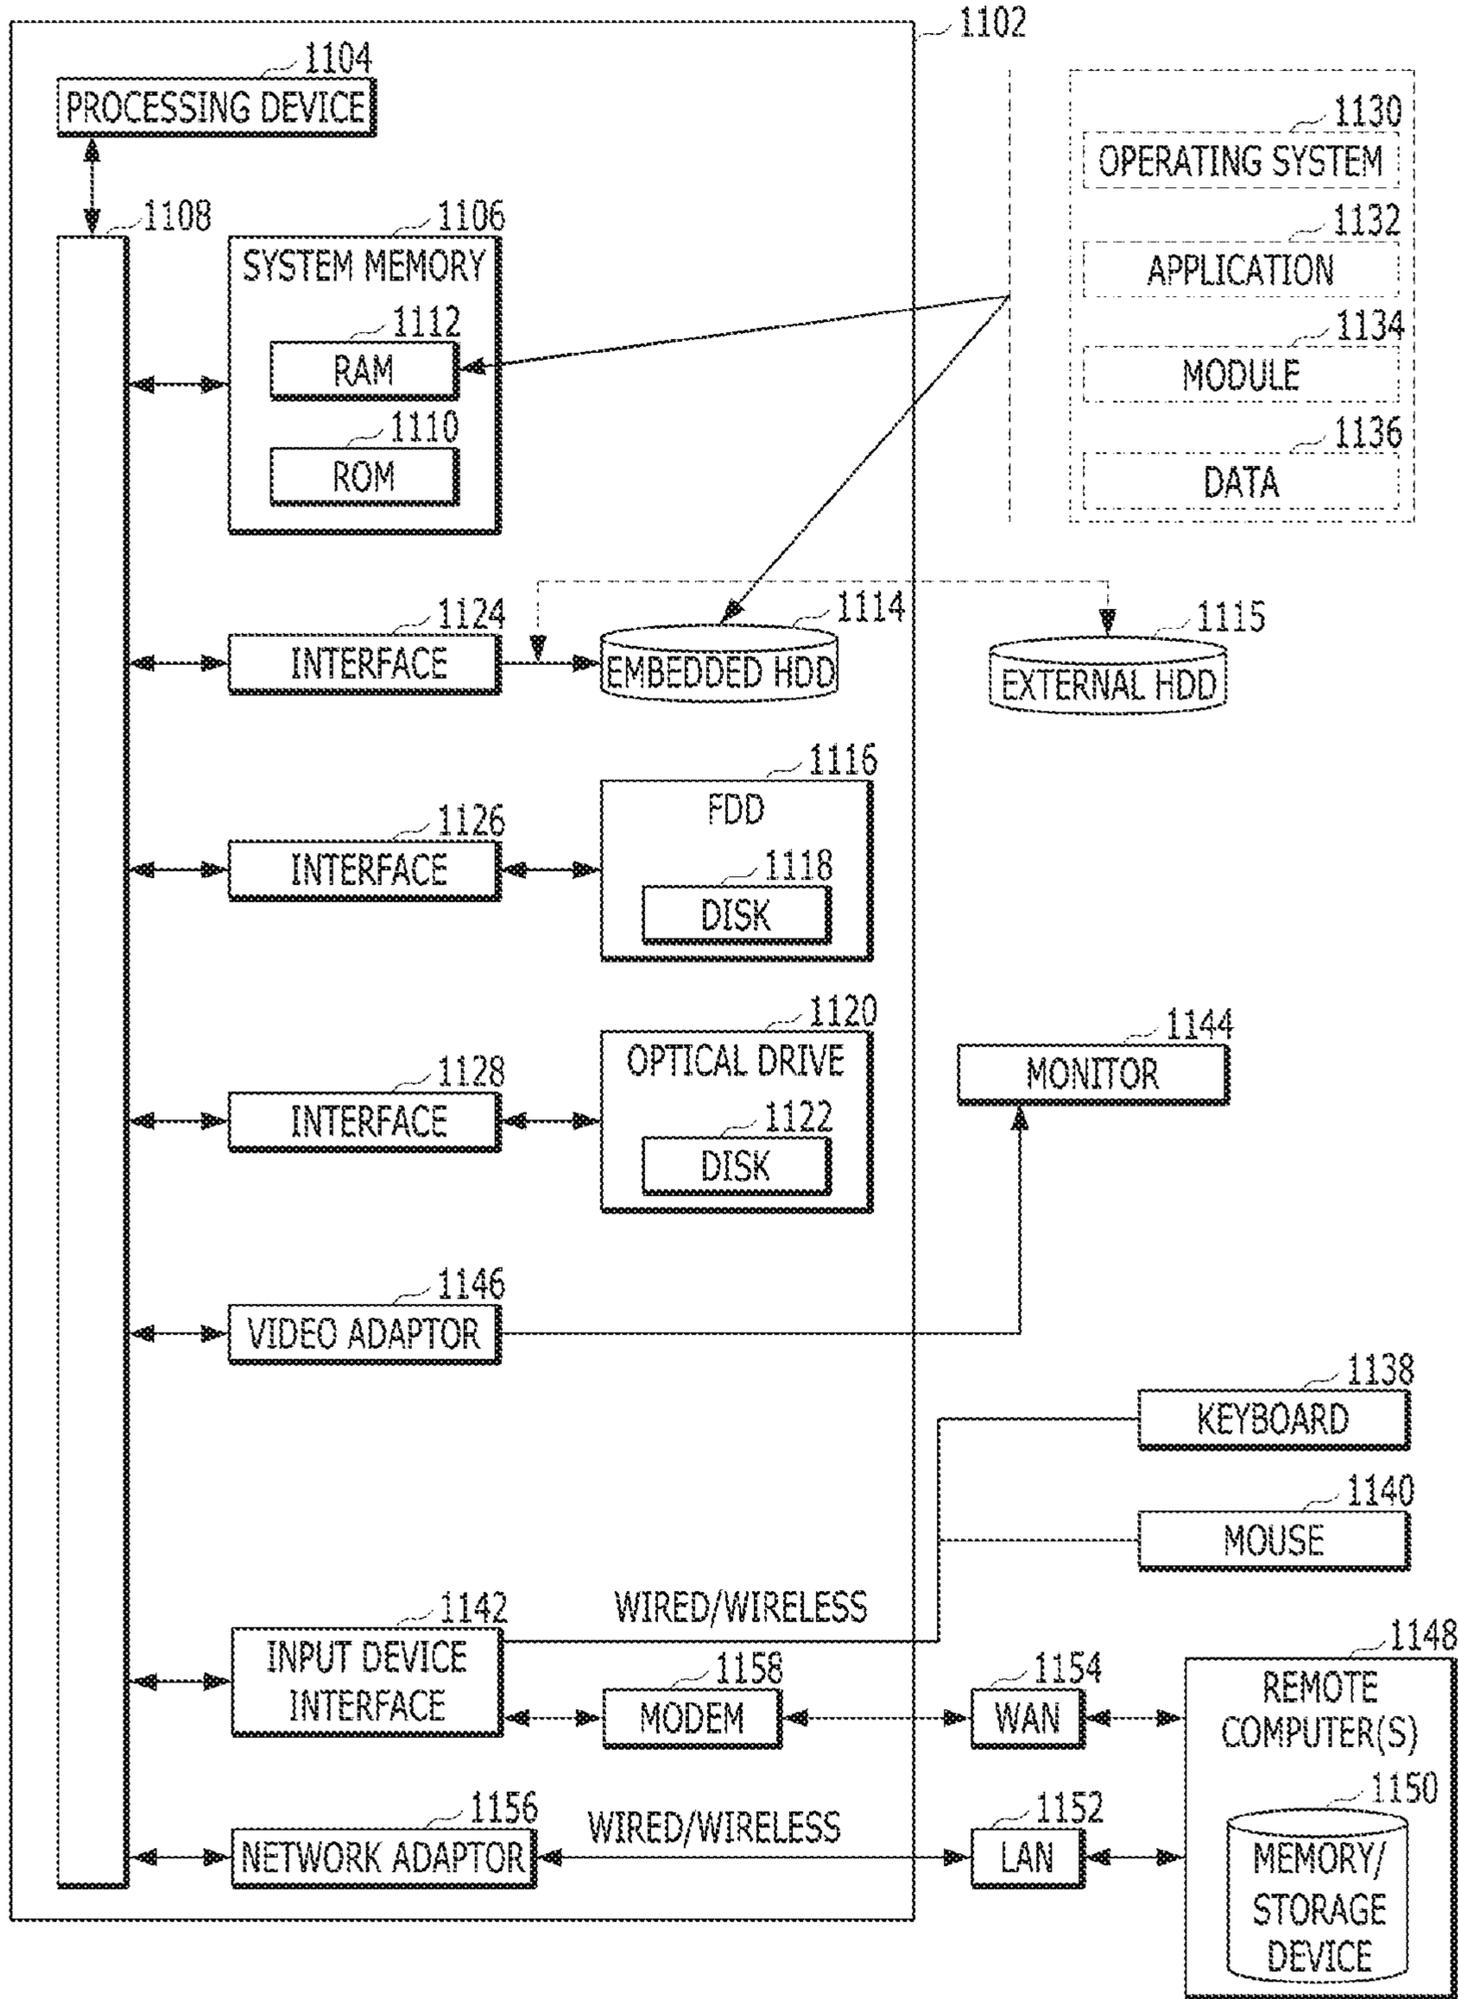 1102
1104
PROCESSING DEVICE
1108
1106
SYSTEM MEMORY
1112
RAM
1110
ROM
1130
OPERATING SYSTEM
1132
APPLICATION
1134
MODULE
1136
DATA
1124
INTERFACE
1114
EMBEDDED HDD
1115
EXTERNAL HDD
1126
INTERFACE
1116
FDD
1118
DISK
1128
INTERFACE
1120
OPTICAL DRIVE
1122
DISK
1144
MONITOR
1146
VIDEO ADAPTOR
1138
KEYBOARD
1140
MOUSE
1142
INPUT DEVICE
INTERFACE
WIRED/WIRELESS
1158
MODEM
1154
WAN
1148
REMOTE
COMPUTER(S)
1156
NETWORK ADAPTOR
WIRED/WIRELESS
1152
LAN
1150
MEMORY/
STORAGE
DEVICE